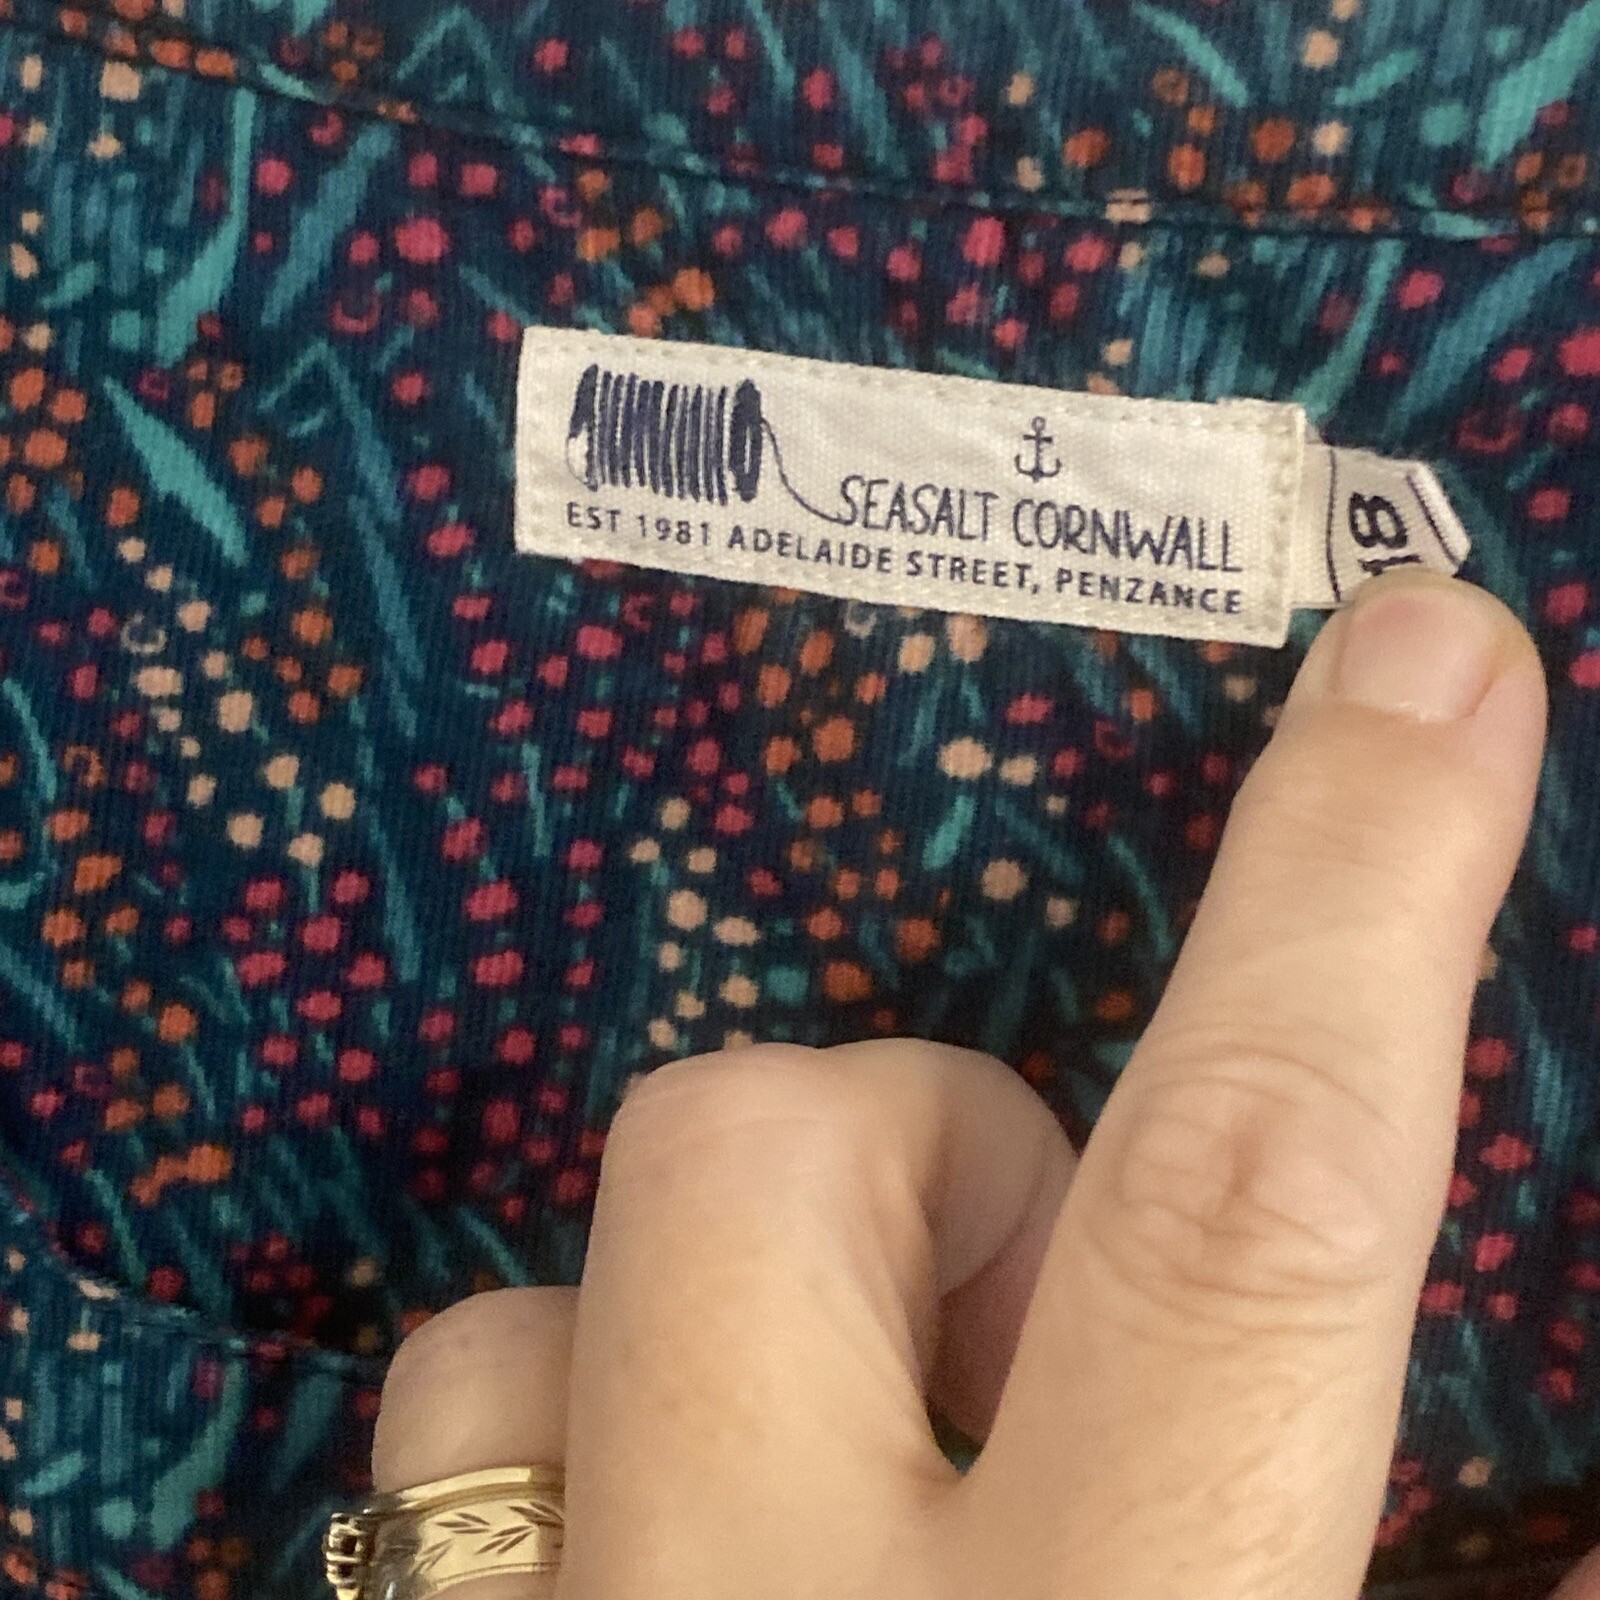 SEASALT CORNWALL
EST 1981 ADELAIDE STREET, PENZANCE
18